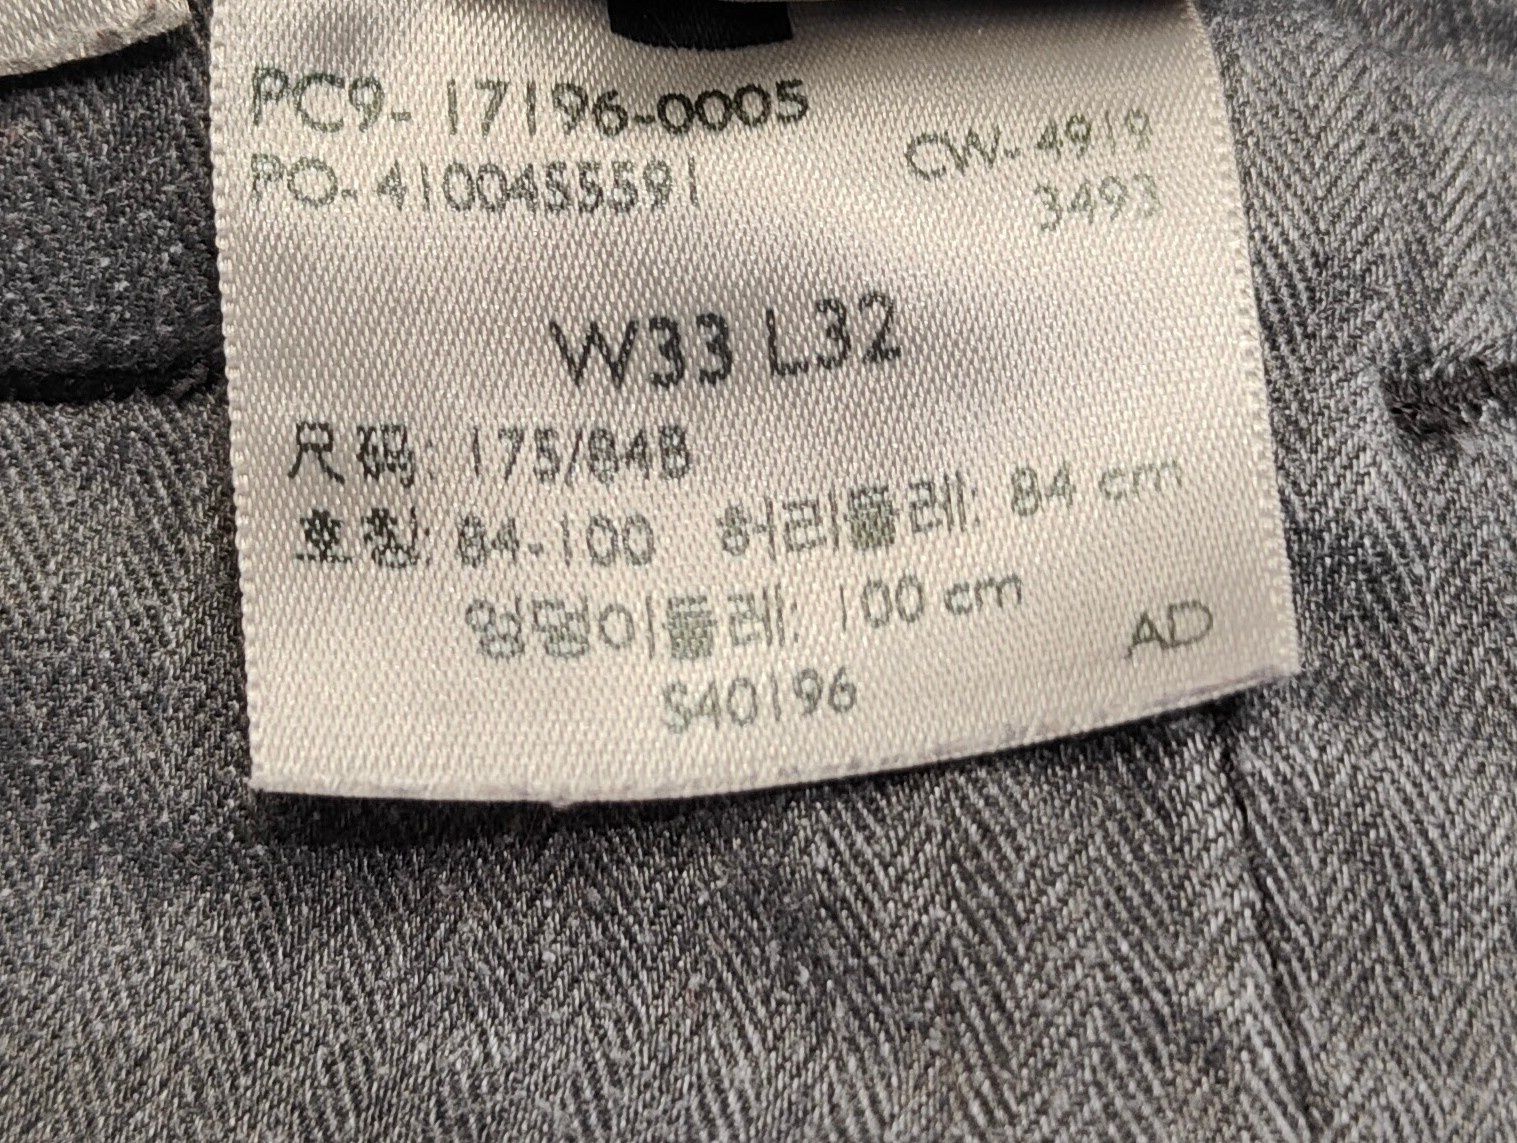 PC9-17196-0005
CW-4919
PO-4100455591
3493
W33 L32
尺码: 175/84B
호칭: 84-100 허리둘레: 84 cm
엉덩이둘레: 100 cm
AD
S40196